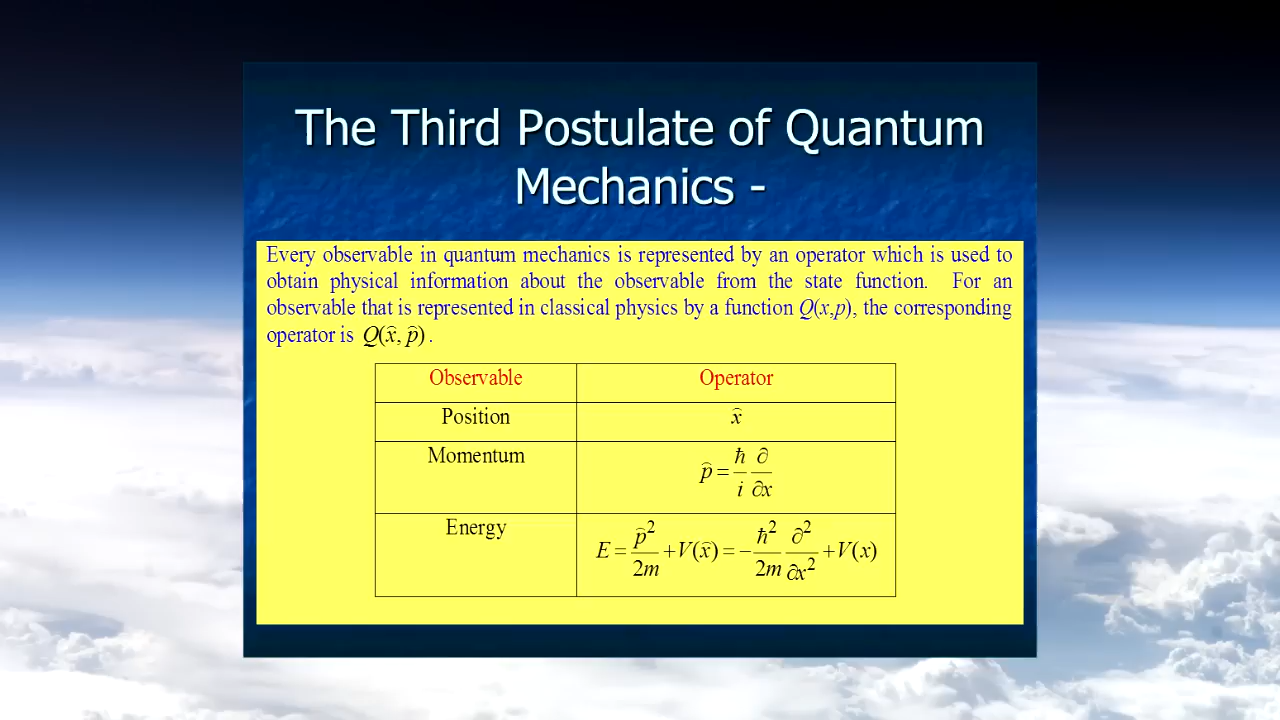 The Third Postulate of Quantum
Mechanics -
Every observable in quantum mechanics is represented by an operator which is used to
obtain physical information about the observable from the state function. For an
observable that is represented in classical physics by a function Q(x,p), the corresponding
operator is Q(x̂, p̂) .
Observable Operator
Position x̂
Momentum p̂ = ħ/i ∂/∂x
Energy E = p̂²/2m + V(x̂) = − ħ²/2m ∂²/∂x² + V(x)